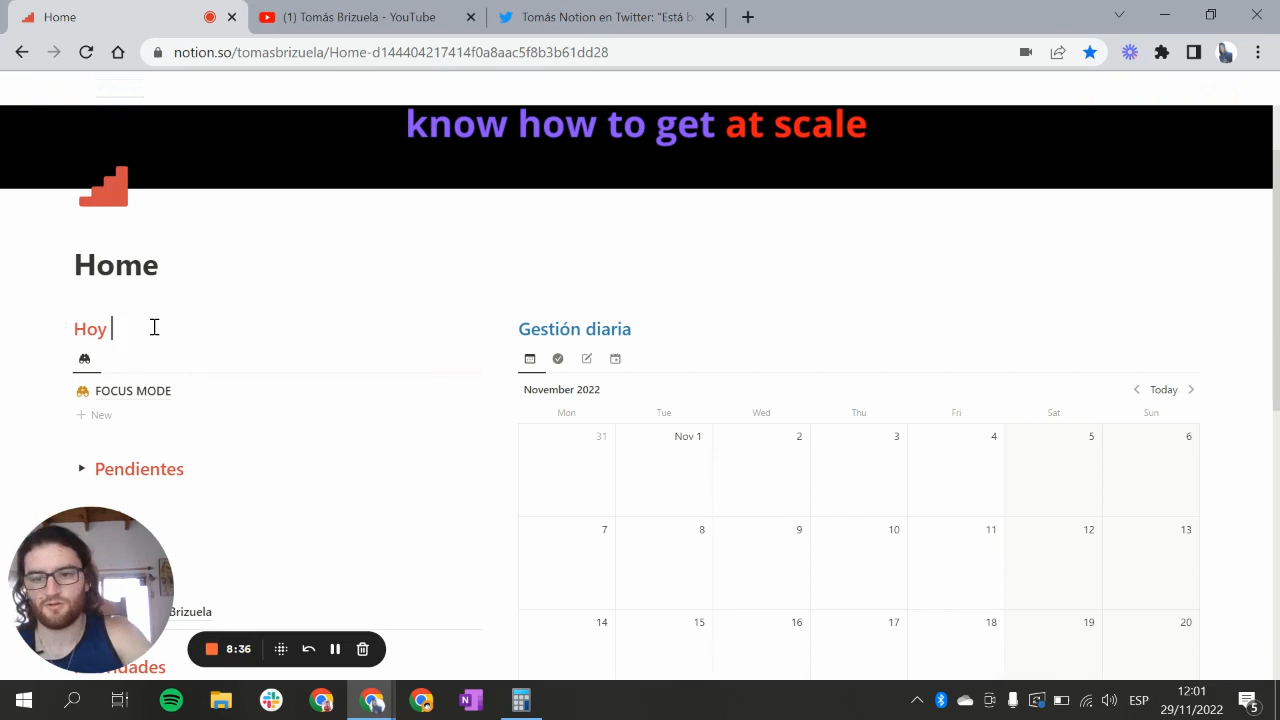 Home
(1) Tomás Brizuela - YouTube
Tomás Notion en Twitter: "Está b
notion.so/tomasbrizuela/Home-d144404217414f0a8aac5f8b3b61dd28
know how to get at scale
Home
Hoy
Gestión diaria
FOCUS MODE
New
November 2022
Today
Mon Tue Wed Thu Fri Sat Sun
31 Nov 1 2 3 4 5 6
Pendientes
7 8 9 10 11 12 13
Brizuela
14 15 16 17 18 19 20
8:36
ESP
12:01
29/11/2022
5